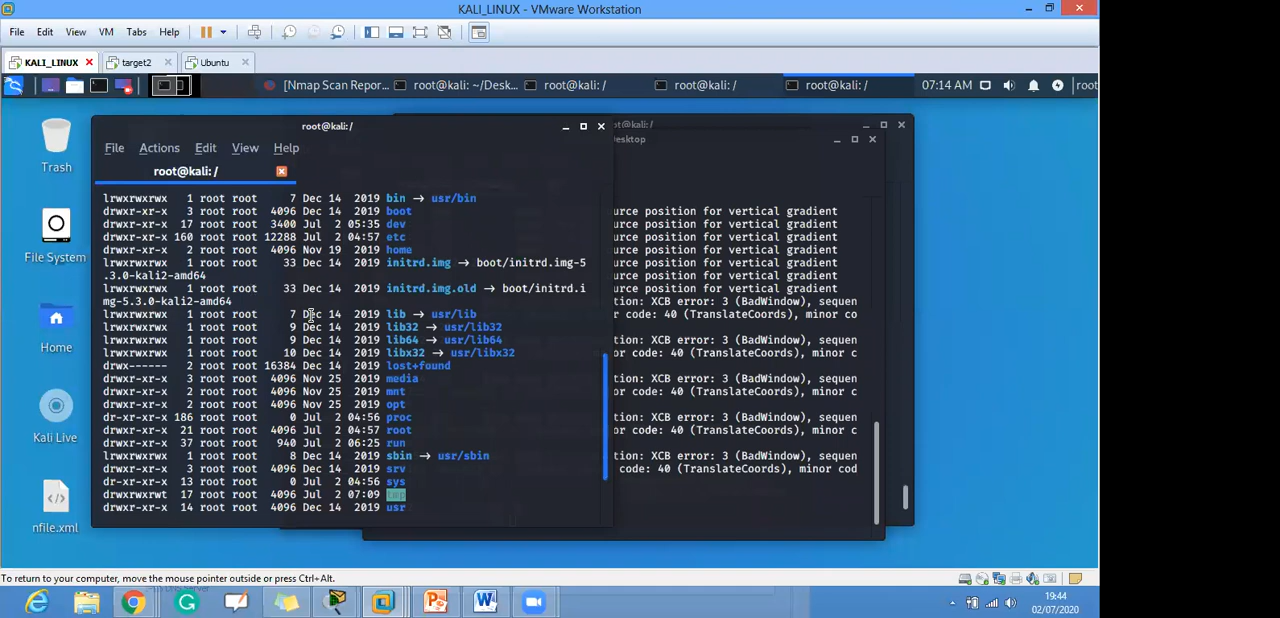 KALI_LINUX - VMware Workstation
File Edit View VM Tabs Help
KALI_LINUX target2 Ubuntu
[Nmap Scan Repor... root@kali: ~/Desk... root@kali: / root@kali: / root@kali: / 07:14 AM root
Trash
File System
Home
Kali Live
nfile.xml
root@kali: /
File Actions Edit View Help
root@kali: /
lrwxrwxrwx 1 root root 7 Dec 14 2019 bin → usr/bin
drwxr-xr-x 3 root root 4096 Dec 14 2019 boot
drwxr-xr-x 17 root root 3400 Jul 2 05:35 dev
drwxr-xr-x 160 root root 12288 Jul 2 04:57 etc
drwxr-xr-x 2 root root 4096 Nov 19 2019 home
lrwxrwxrwx 1 root root 33 Dec 14 2019 initrd.img → boot/initrd.img-5
.3.0-kali2-amd64
lrwxrwxrwx 1 root root 33 Dec 14 2019 initrd.img.old → boot/initrd.i
mg-5.3.0-kali2-amd64
lrwxrwxrwx 1 root root 7 Dec 14 2019 lib → usr/lib
lrwxrwxrwx 1 root root 9 Dec 14 2019 lib32 → usr/lib32
lrwxrwxrwx 1 root root 9 Dec 14 2019 lib64 → usr/lib64
lrwxrwxrwx 1 root root 10 Dec 14 2019 libx32 → usr/libx32
drwx------ 2 root root 16384 Dec 14 2019 lost+found
drwxr-xr-x 3 root root 4096 Nov 25 2019 media
drwxr-xr-x 2 root root 4096 Nov 25 2019 mnt
drwxr-xr-x 2 root root 4096 Nov 25 2019 opt
dr-xr-xr-x 186 root root 0 Jul 2 04:56 proc
drwxr-xr-x 21 root root 4096 Jul 2 04:57 root
drwxr-xr-x 37 root root 940 Jul 2 06:25 run
lrwxrwxrwx 1 root root 8 Dec 14 2019 sbin → usr/sbin
drwxr-xr-x 3 root root 4096 Dec 14 2019 srv
dr-xr-xr-x 13 root root 0 Jul 2 04:56 sys
drwxrwxrwt 17 root root 4096 Jul 2 07:09 tmp
drwxr-xr-x 14 root root 4096 Dec 14 2019 usr
ot@kali: /
Desktop
urce position for vertical gradient
urce position for vertical gradient
urce position for vertical gradient
urce position for vertical gradient
urce position for vertical gradient
urce position for vertical gradient
tion: XCB error: 3 (BadWindow), sequen
or code: 40 (TranslateCoords), minor co
tion: XCB error: 3 (BadWindow), sequen
or code: 40 (TranslateCoords), minor c
tion: XCB error: 3 (BadWindow), sequen
or code: 40 (TranslateCoords), minor c
tion: XCB error: 3 (BadWindow), sequen
code: 40 (TranslateCoords), minor cod
To return to your computer, move the mouse pointer outside or press Ctrl+Alt.
19:44
02/07/2020